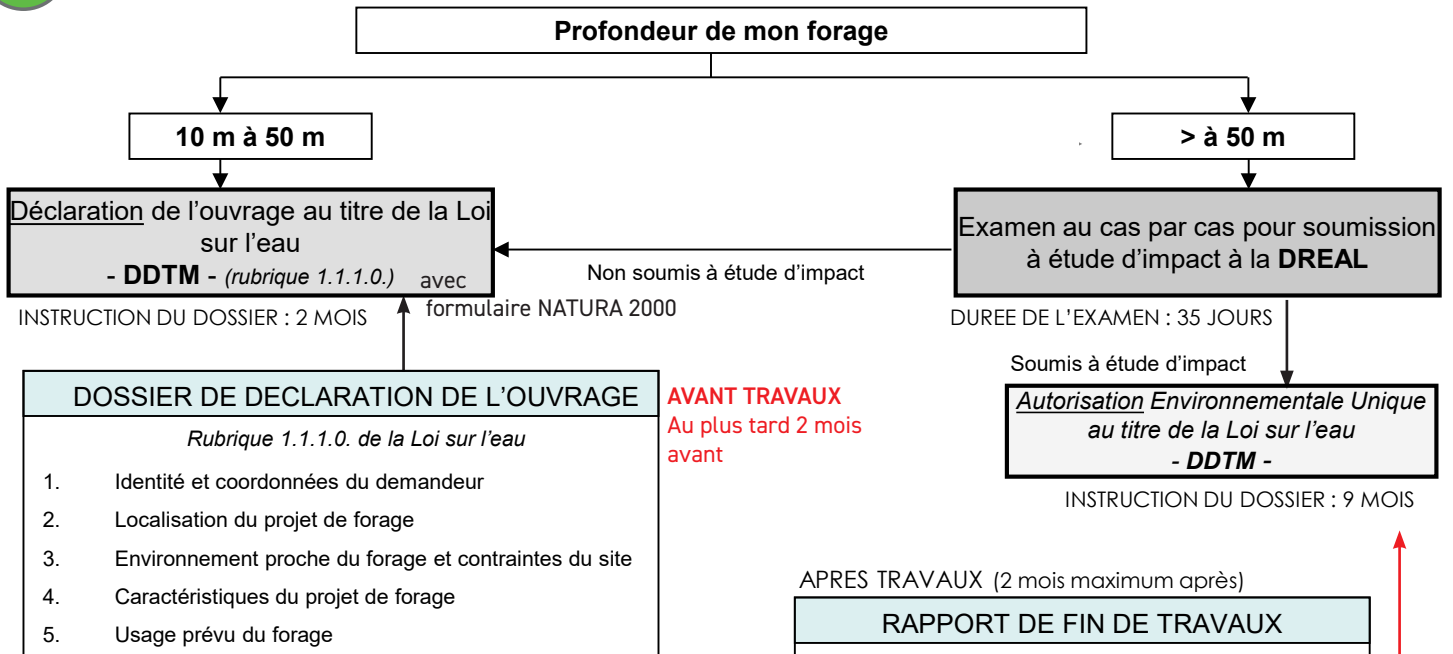 Profondeur de mon forage
10 m à 50 m
> à 50 m
Déclaration de l'ouvrage au titre de la Loi
sur l'eau
- DDTM - (rubrique 1.1.1.0.) avec
formulaire NATURA 2000
INSTRUCTION DU DOSSIER : 2 MOIS
Non soumis à étude d'impact
Examen au cas par cas pour soumission
à étude d'impact à la DREAL
DUREE DE L'EXAMEN : 35 JOURS
Soumis à étude d'impact
Autorisation Environnementale Unique
au titre de la Loi sur l'eau
- DDTM -
INSTRUCTION DU DOSSIER : 9 MOIS
DOSSIER DE DECLARATION DE L'OUVRAGE
Rubrique 1.1.1.0. de la Loi sur l'eau
1. Identité et coordonnées du demandeur
2. Localisation du projet de forage
3. Environnement proche du forage et contraintes du site
4. Caractéristiques du projet de forage
5. Usage prévu du forage
AVANT TRAVAUX
Au plus tard 2 mois
avant
APRES TRAVAUX (2 mois maximum après)
RAPPORT DE FIN DE TRAVAUX